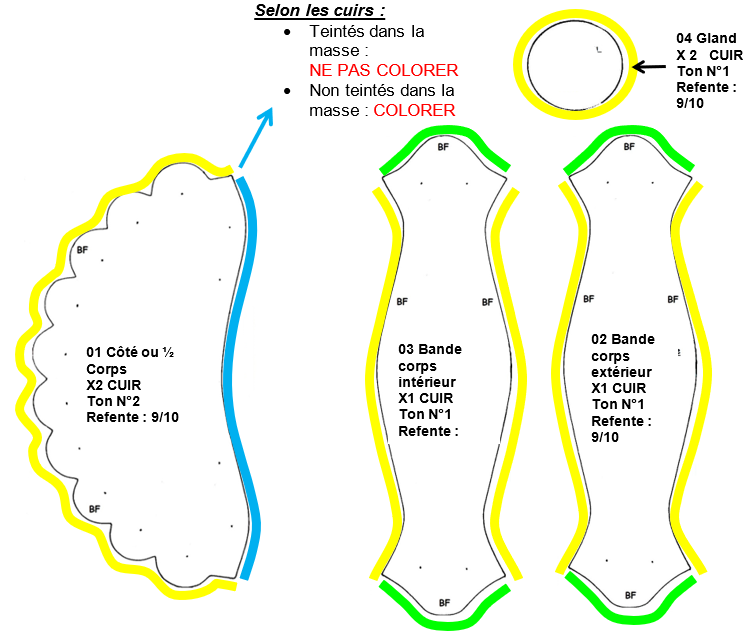 Selon les cuirs :
• Teintés dans la
masse :
NE PAS COLORER
• Non teintés dans la
masse : COLORER
04 Gland
X 2 CUIR
Ton N°1
Refente :
9/10
BF
BF
BF
BF
BF
BF
BF
BF
01 Côté ou ½
Corps
X2 CUIR
Ton N°2
Refente : 9/10
03 Bande
corps
intérieur
X1 CUIR
Ton N°1
Refente :
02 Bande
corps
extérieur
X1 CUIR
Ton N°1
Refente :
9/10
BF
BF